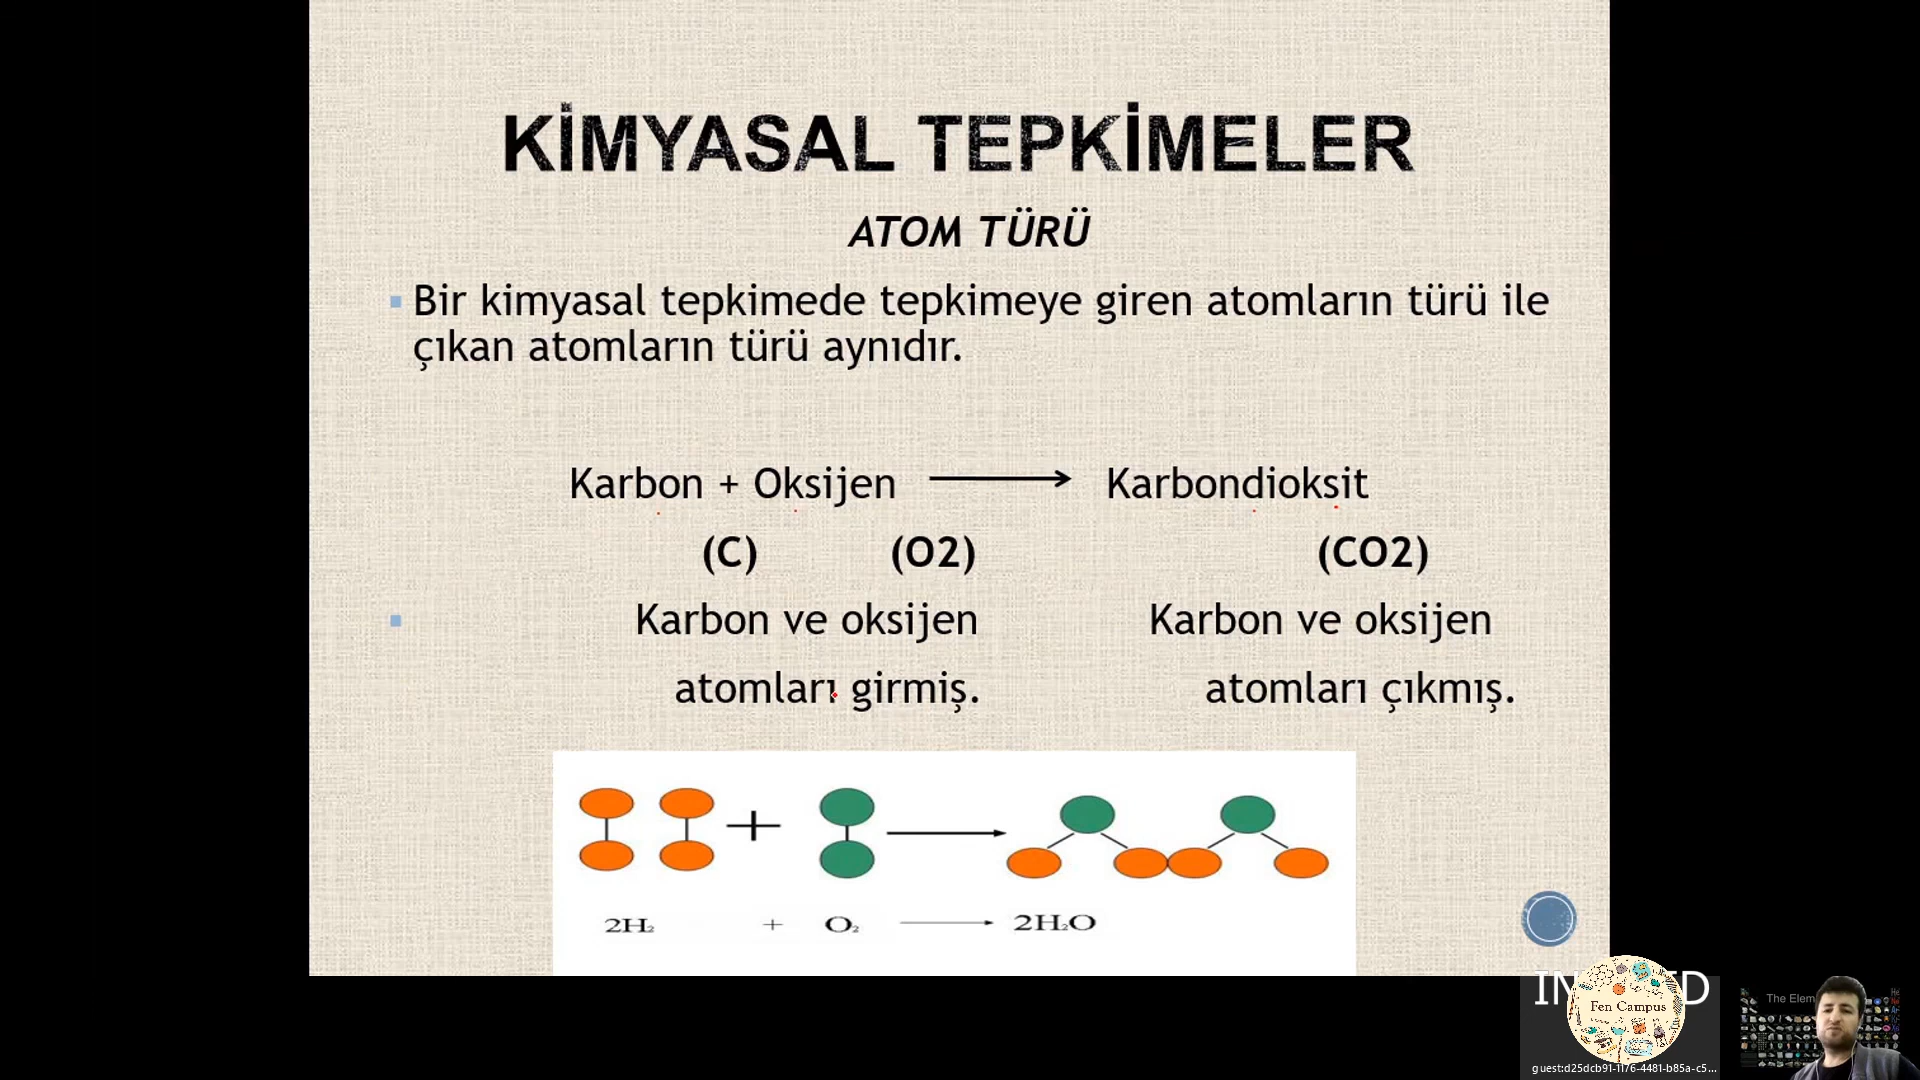 KİMYASAL TEPKİMELER
ATOM TÜRÜ
Bir kimyasal tepkimede tepkimeye giren atomların türü ile
çıkan atomların türü aynıdır.
Karbon + Oksijen → Karbondioksit
(C) (O2) (CO2)
Karbon ve oksijen Karbon ve oksijen
atomları girmiş. atomları çıkmış.
2H₂ + O₂ → 2H₂O
Fen Campus
guest:d25dcb91-1176-4481-b85a-c5...
The Elem